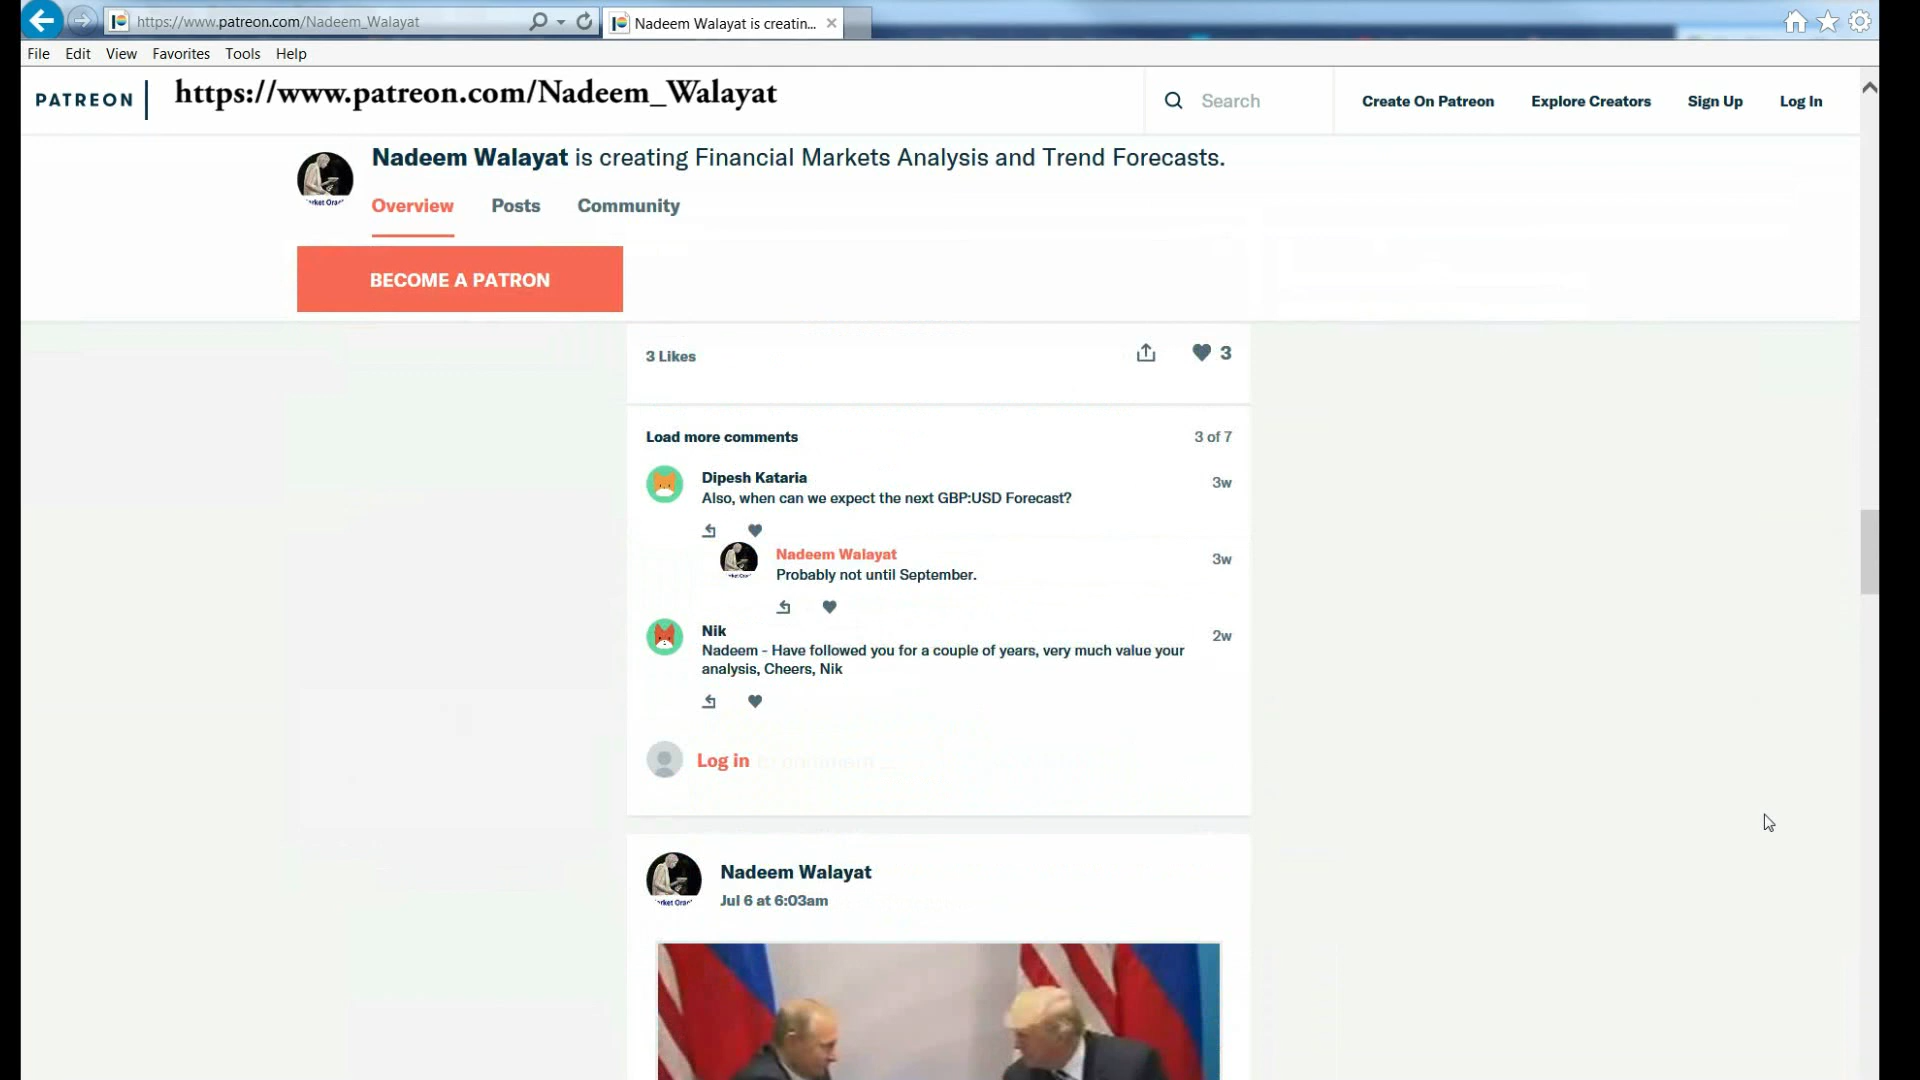 https://www.patreon.com/Nadeem_Walayat
Nadeem Walayat is creatin...
File Edit View Favorites Tools Help
PATREON
https://www.patreon.com/Nadeem_Walayat
Search
Create On Patreon
Explore Creators
Sign Up
Log In
Nadeem Walayat is creating Financial Markets Analysis and Trend Forecasts.
Overview Posts Community
BECOME A PATRON
3 Likes
3
Load more comments
3 of 7
Dipesh Kataria
3w
Also, when can we expect the next GBP:USD Forecast?
Nadeem Walayat
3w
Probably not until September.
Nik
2w
Nadeem - Have followed you for a couple of years, very much value your
analysis, Cheers, Nik
Log in to comment
Nadeem Walayat
Jul 6 at 6:03am